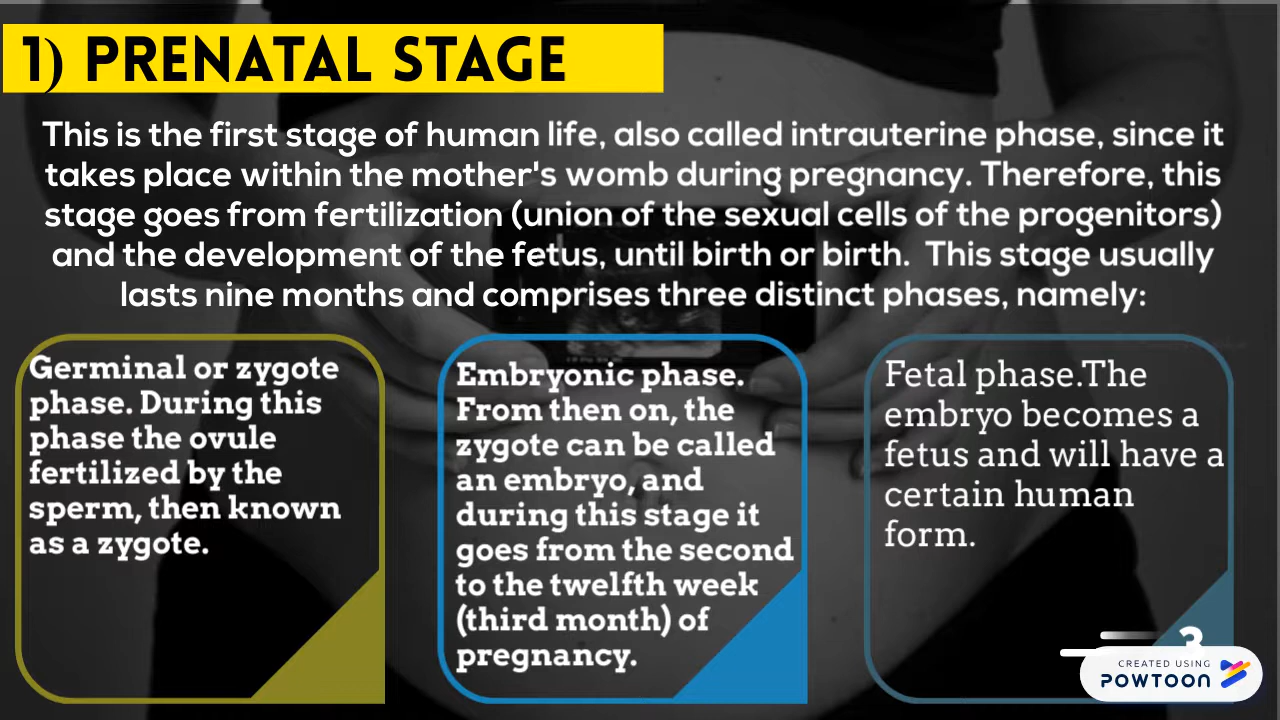 1) PRENATAL STAGE
This is the first stage of human life, also called intrauterine phase, since it
takes place within the mother's womb during pregnancy. Therefore, this
stage goes from fertilization (union of the sexual cells of the progenitors)
and the development of the fetus, until birth or birth.  This stage usually
lasts nine months and comprises three distinct phases, namely:
Germinal or zygote
phase. During this
phase the ovule
fertilized by the
sperm, then known
as a zygote.
Embryonic phase.
From then on, the
zygote can be called
an embryo, and
during this stage it
goes from the second
to the twelfth week
(third month) of
pregnancy.
Fetal phase.The
embryo becomes a
fetus and will have a
certain human
form.
CREATED USING
POWTOON